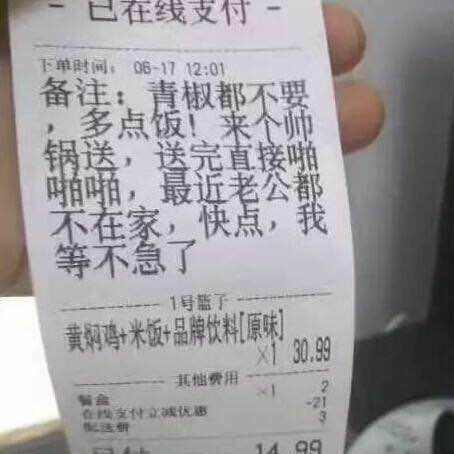 - 已在线支付 -
下单时间： 06-17 12:01
备注：青椒都不要
，多点饭！来个帅
锅送，送完直接啪
啪啪啪，最近老公都
不在家，快点，我
等不急了
1号篮子
黄焖鸡+米饭+品牌饮料[原味]
×1 30.99
其他费用
餐盒 ×1 2
在线支付立减优惠 -21
配送费 3
已付 14.99